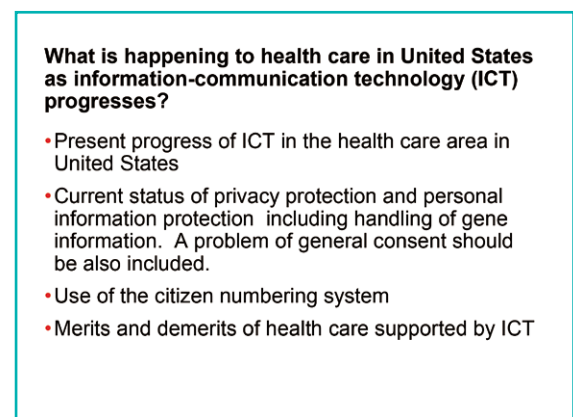 What is happening to health care in United States
as information-communication technology (ICT)
progresses?
•Present progress of ICT in the health care area in
United States
•Current status of privacy protection and personal
information protection  including handling of gene
information.  A problem of general consent should
be also included.
•Use of the citizen numbering system
•Merits and demerits of health care supported by ICT